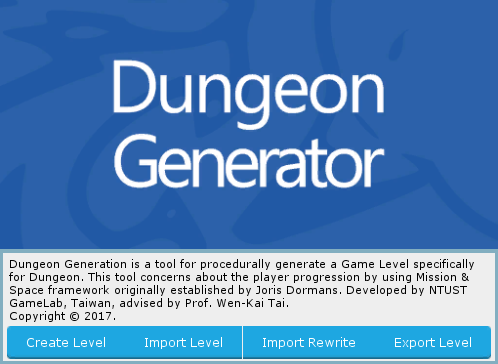 Dungeon
Generator
Dungeon Generation is a tool for procedurally generate a Game Level specifically
for Dungeon. This tool concerns about the player progression by using Mission &
Space framework originally established by Joris Dormans. Developed by NTUST
GameLab, Taiwan, advised by Prof. Wen-Kai Tai.
Copyright © 2017.
Create Level Import Level Import Rewrite Export Level